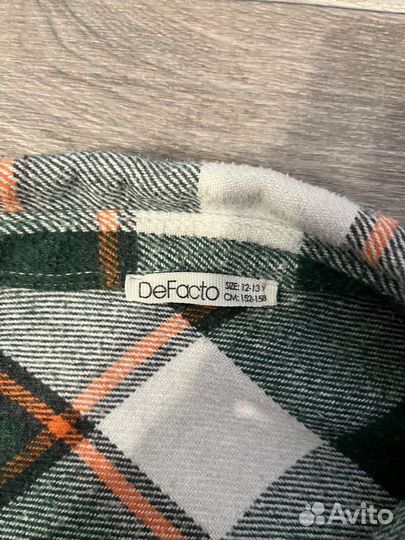 DeFacto
SIZE: 12-13 Y
CM: 152-158
Avito